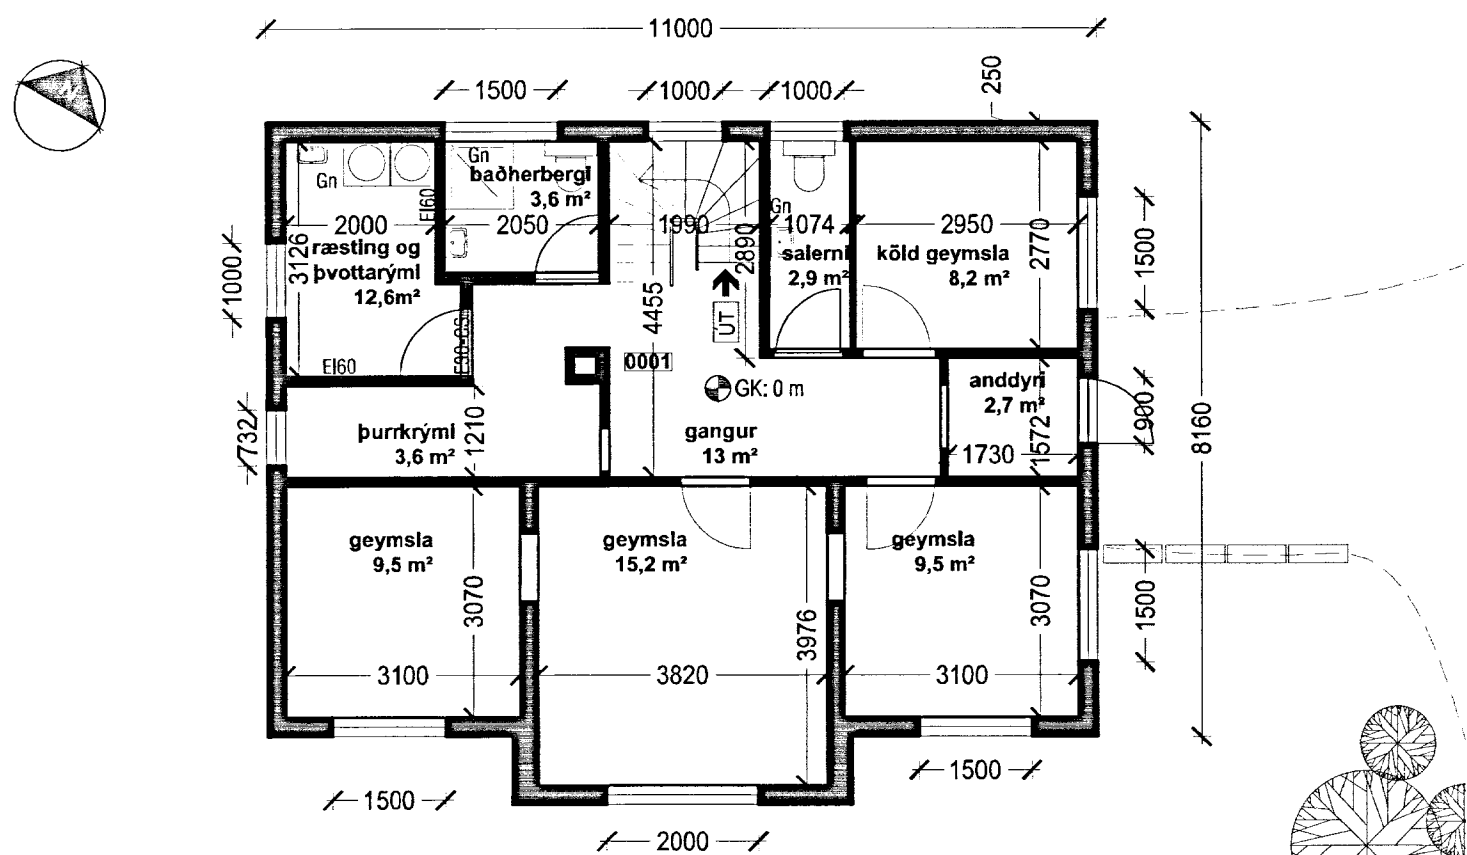 11000
250
1500
1000
1000
N
Gn
Gn
baðherbergi
3,6 m²
EI60
2000
2050
1990
Gn
1074
2950
2770
1500
1000
3126
ræsting og
þvottarými
12,6m²
4455
2890
salerni
2,9 m²
köld geymsla
8,2 m²
ÚT
E30-CS
EI60
0001
GK: 0 m
anddyri
2,7 m²
900
8160
732
þurrkrými
3,6 m²
1210
gangur
13 m²
1730
1572
geymsla
9,5 m²
geymsla
15,2 m²
geymsla
9,5 m²
3070
3976
3070
1500
3100
3820
3100
1500
1500
2000